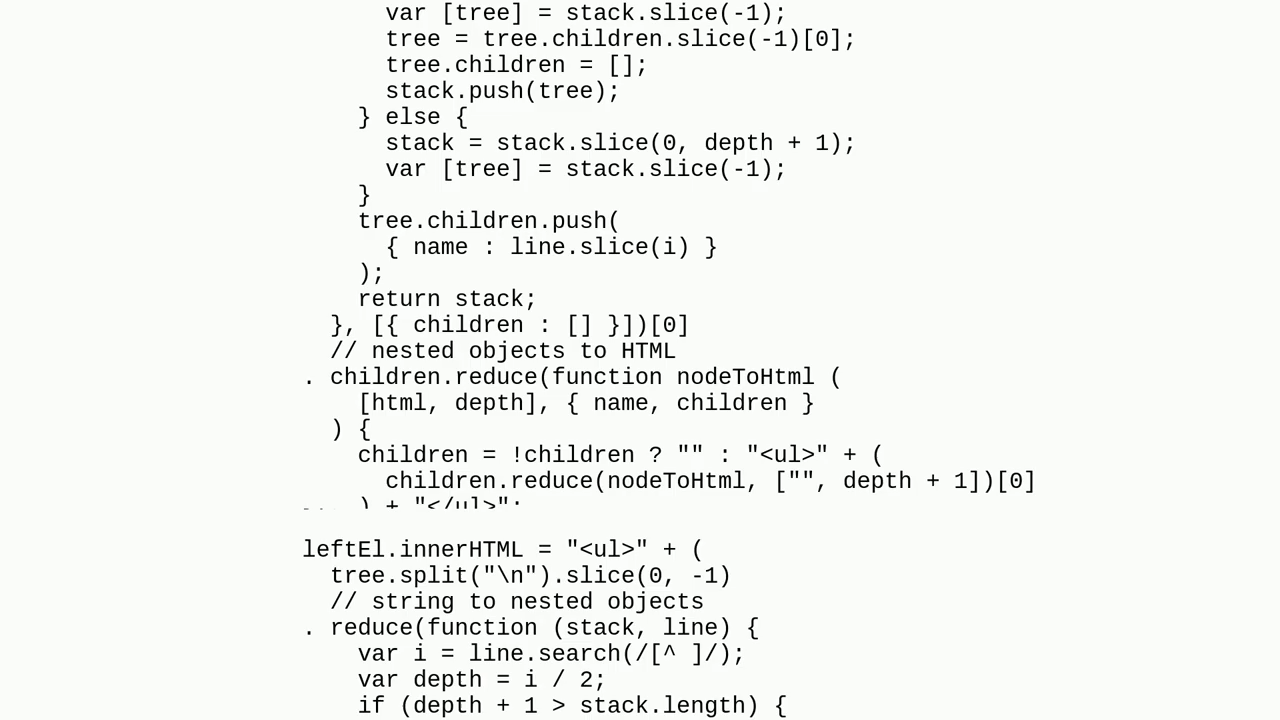 var [tree] = stack.slice(-1);
      tree = tree.children.slice(-1)[0];
      tree.children = [];
      stack.push(tree);
    } else {
      stack = stack.slice(0, depth + 1);
      var [tree] = stack.slice(-1);
    }
    tree.children.push(
      { name : line.slice(i) }
    );
    return stack;
  }, [{ children : [] }])[0]
  // nested objects to HTML
. children.reduce(function nodeToHtml (
    [html, depth], { name, children }
  ) {
    children = !children ? "" : "<ul>" + (
      children.reduce(nodeToHtml, ["", depth + 1])[0]
    ) + "</ul>";
leftEl.innerHTML = "<ul>" + (
  tree.split("\n").slice(0, -1)
  // string to nested objects
. reduce(function (stack, line) {
    var i = line.search(/[^ ]/);
    var depth = i / 2;
    if (depth + 1 > stack.length) {